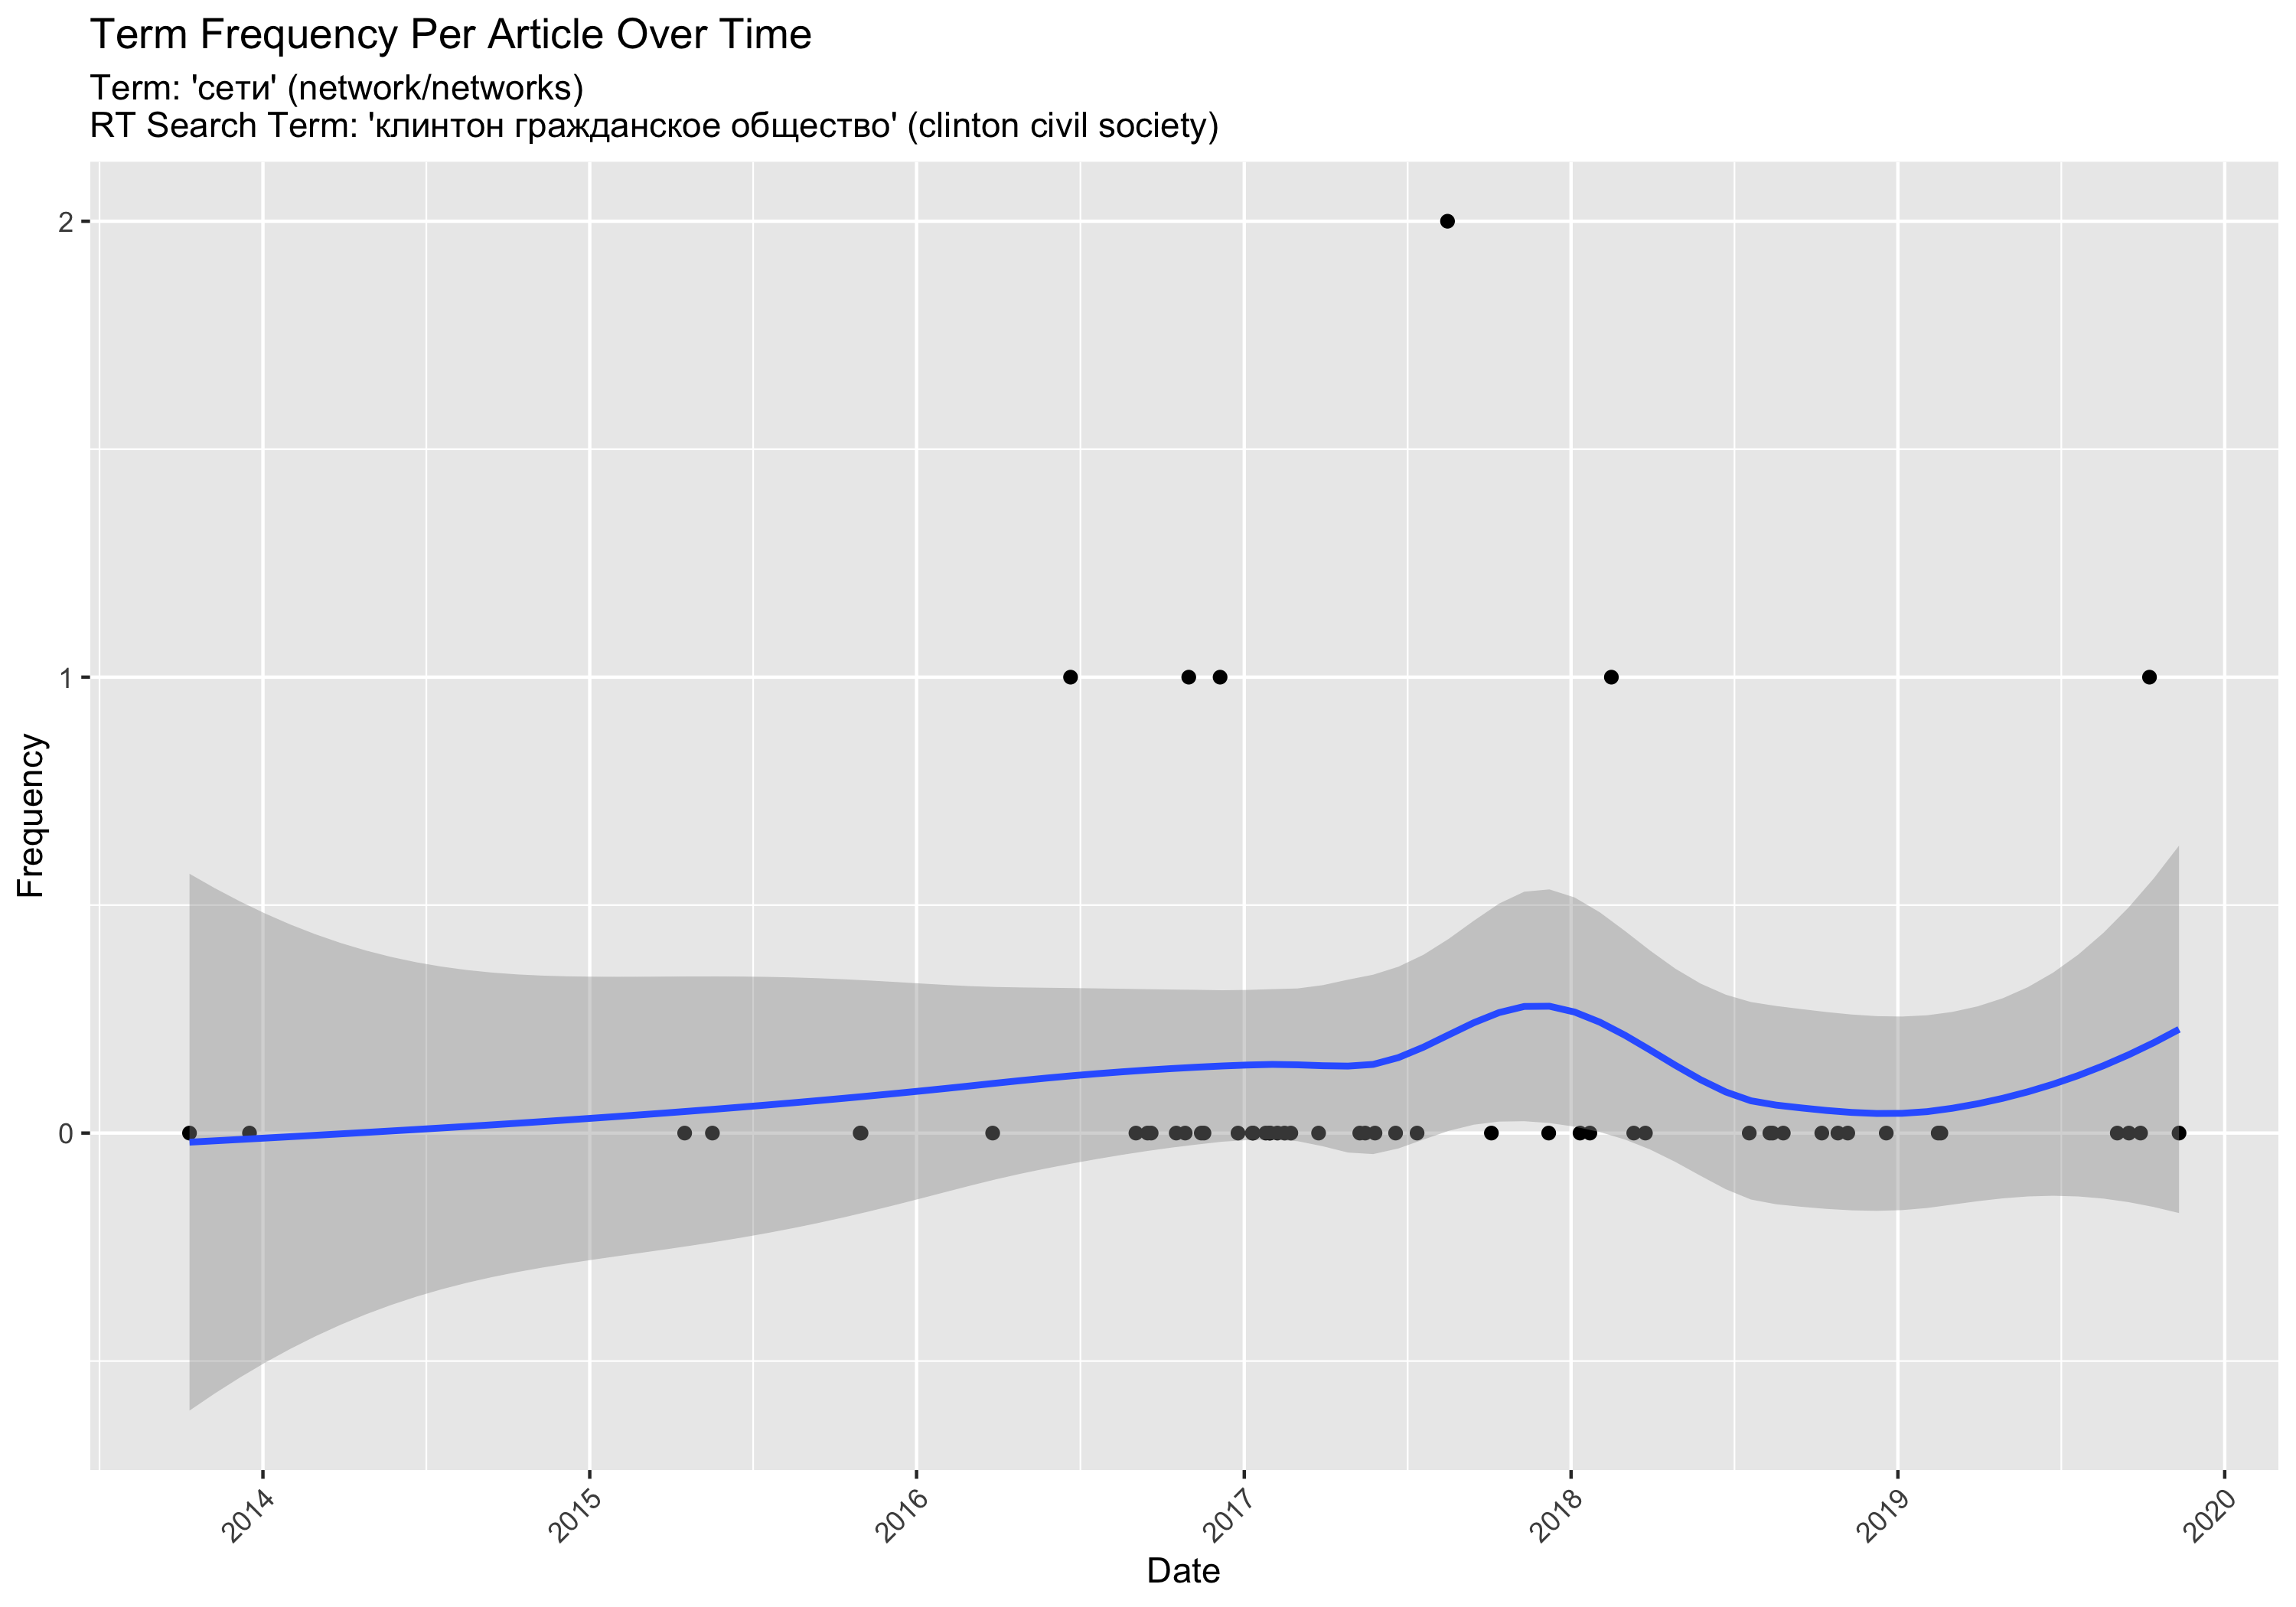 Term Frequency Per Article Over Time
Term: 'сети' (network/networks)
RT Search Term: 'клинтон гражданское общество' (clinton civil society)
2
1
0
Frequency
2014
2015
2016
2017
2018
2019
2020
Date